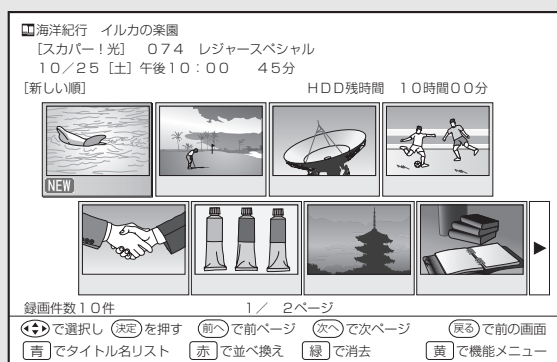 海洋紀行 イルカの楽園
[スカパー!光] 074 レジャースペシャル
10/25 [土] 午後10:00 45分
[新しい順] HDD残時間 10時間00分
NEW
録画件数10件 1/ 2ページ
で選択し 決定 を押す 前へ で前ページ 次へ で次ページ 戻る で前の画面
青 でタイトル名リスト 赤 で並べ換え 緑 で消去 黄 で機能メニュー